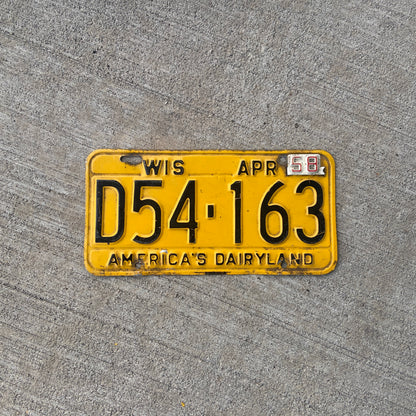 WIS APR 58
D54·163
AMERICA'S DAIRYLAND